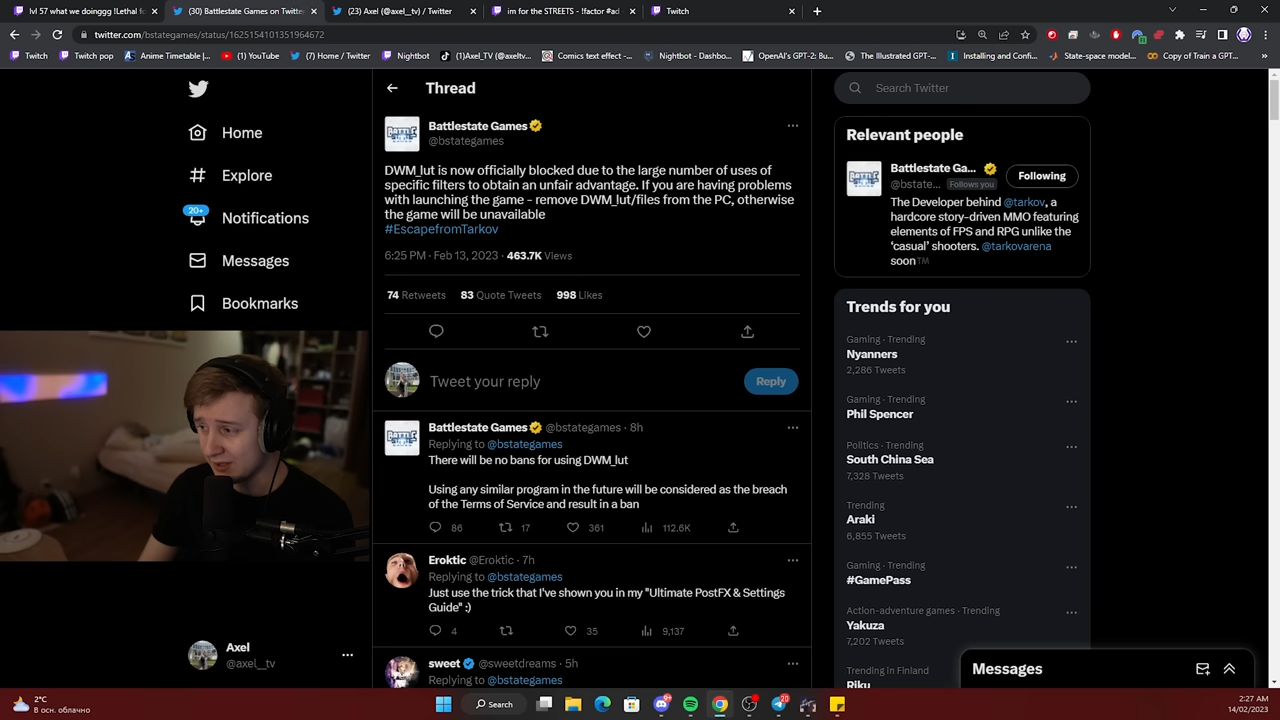 lvl 57 what we doinggg !Lethal f
(30) Battlestate Games on Twitter
(23) Axel (@axel__tv) / Twitter
im for the STREETS - !factor #ad
Twitch
twitter.com/bstategames/status/1625154101351964672
Twitch
Twitch pop
Anime Timetable |...
(1) YouTube
(7) Home / Twitter
Nightbot
(1)Axel_TV (@axeltv...
Comics text effect -...
Nightbot - Dashbo...
OpenAI's GPT-2: Bu...
The Illustrated GPT-...
Installing and Confi...
State-space model...
Copy of Train a GPT...
Home
Explore
20+
Notifications
Messages
Bookmarks
Axel
@axel__tv
Thread
Battlestate Games
@bstategames
DWM_lut is now officially blocked due to the large number of uses of
specific filters to obtain an unfair advantage. If you are having problems
with launching the game - remove DWM_lut/files from the PC, otherwise
the game will be unavailable
#EscapefromTarkov
6:25 PM · Feb 13, 2023 · 463.7K Views
74 Retweets 83 Quote Tweets 998 Likes
Tweet your reply
Reply
Battlestate Games @bstategames · 8h
Replying to @bstategames
There will be no bans for using DWM_lut
Using any similar program in the future will be considered as the breach
of the Terms of Service and result in a ban
86 17 361 112.6K
Eroktic @Eroktic · 7h
Replying to @bstategames
Just use the trick that I've shown you in my "Ultimate PostFX & Settings
Guide" :)
4 35 9,137
sweet @sweetdreams · 5h
Replying to @bstategames
Search Twitter
Relevant people
Battlestate Ga...
@bstate... Follows you
Following
The Developer behind @tarkov, a
hardcore story-driven MMO featuring
elements of FPS and RPG unlike the
‘casual’ shooters. @tarkovarena
soon™
Trends for you
Gaming · Trending
Nyanners
2,286 Tweets
Gaming · Trending
Phil Spencer
Politics · Trending
South China Sea
7,328 Tweets
Trending
Araki
6,855 Tweets
Gaming · Trending
#GamePass
Action-adventure games · Trending
Yakuza
7,202 Tweets
Trending in Finland
Riku
Messages
2°C
В осн. облачно
Search
9+
20
2:27 AM
14/02/2023